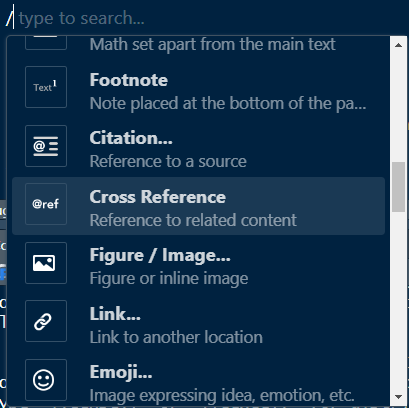 /type to search...
Math set apart from the main text
Text1
Footnote
Note placed at the bottom of the pa...
Citation...
Reference to a source
@ref
Cross Reference
Reference to related content
Figure / Image...
Figure or inline image
Link...
Link to another location
Emoji...
Image expressing idea, emotion, etc.